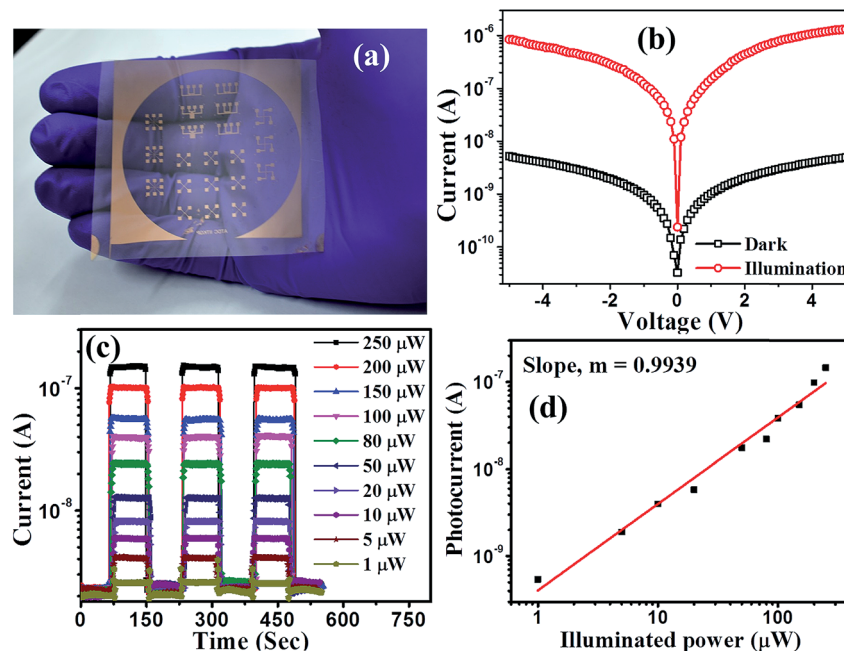 (a)
(b)
Current (A)
10⁻⁶
10⁻⁷
10⁻⁸
10⁻⁹
10⁻¹⁰
-4 -2 0 2 4
Voltage (V)
Dark
Illumination
(c)
Current (A)
10⁻⁷
10⁻⁸
0 150 300 450 600 750
Time (Sec)
250 μW
200 μW
150 μW
100 μW
80 μW
50 μW
20 μW
10 μW
5 μW
1 μW
Slope, m = 0.9939
(d)
Photocurrent (A)
10⁻⁷
10⁻⁸
10⁻⁹
1 10 100
Illuminated power (μW)